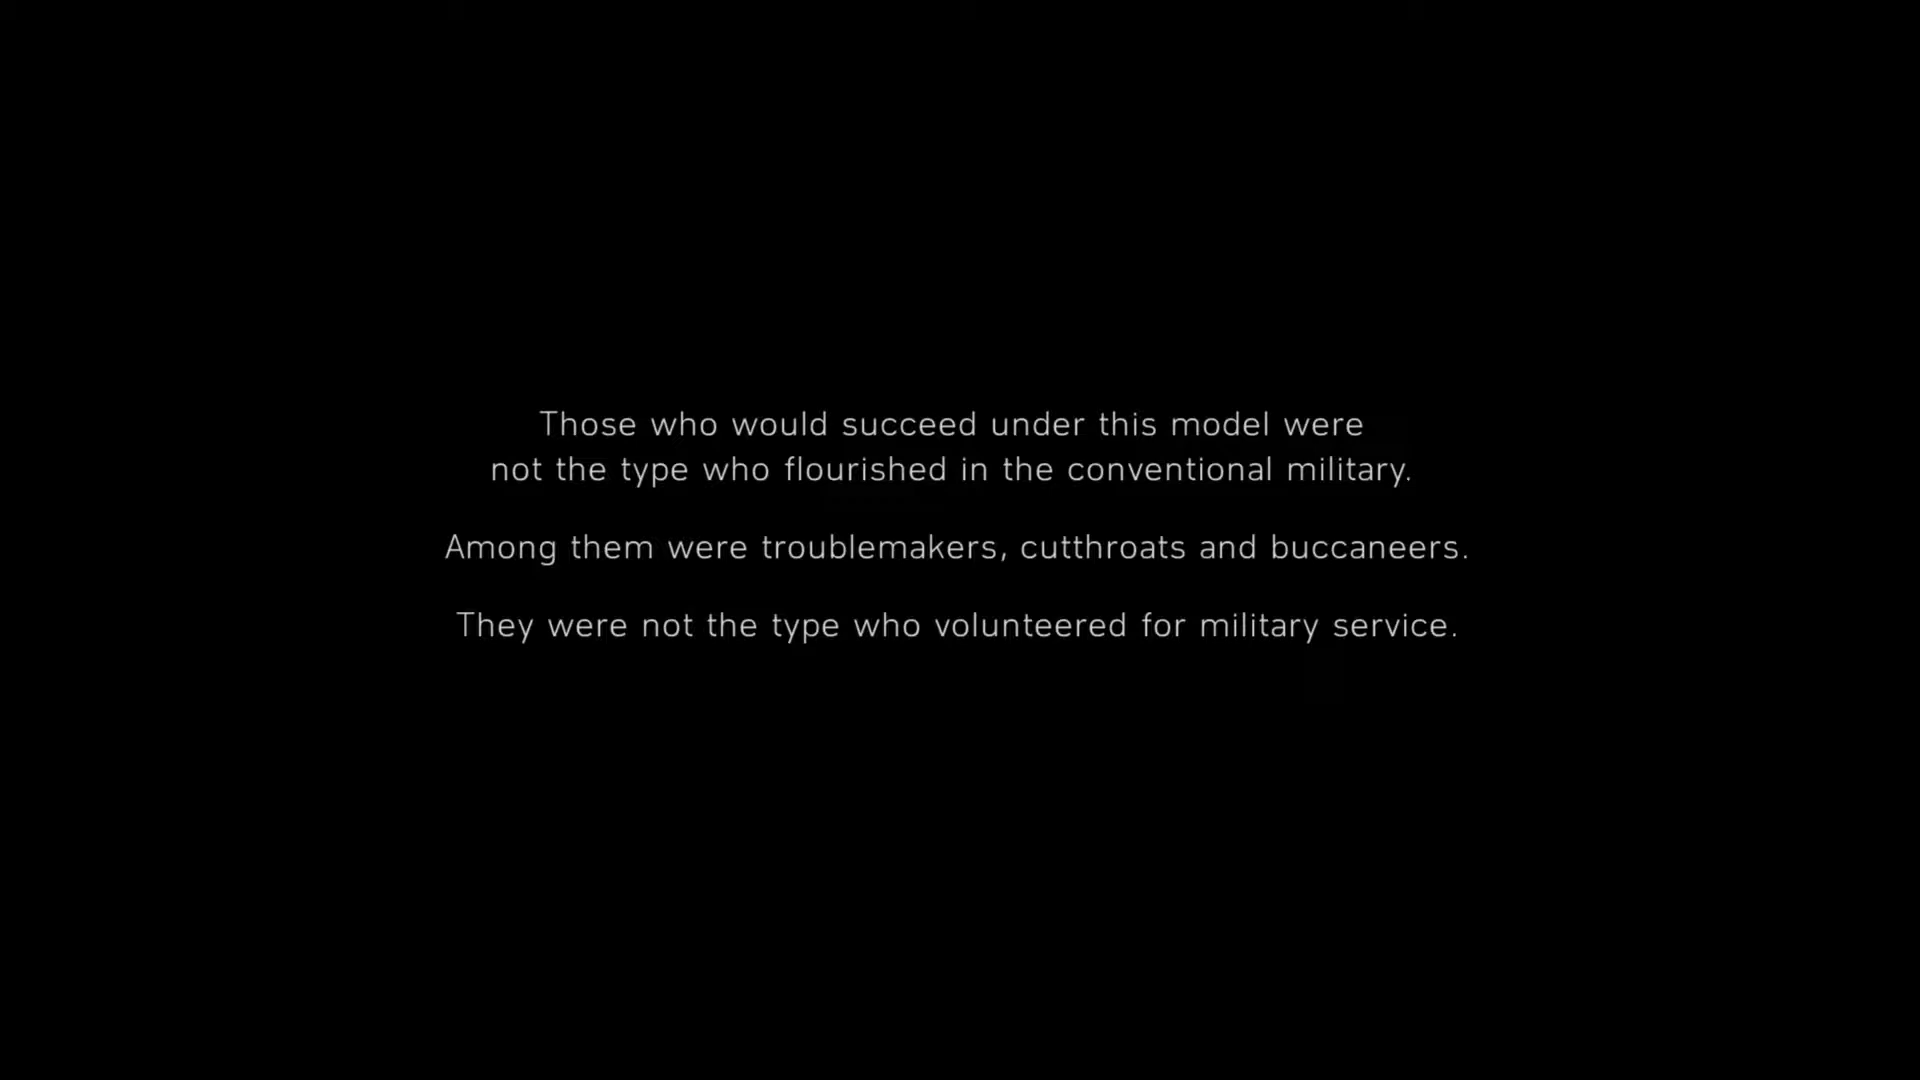 Those who would succeed under this model were
not the type who flourished in the conventional military.
Among them were troublemakers, cutthroats and buccaneers.
They were not the type who volunteered for military service.